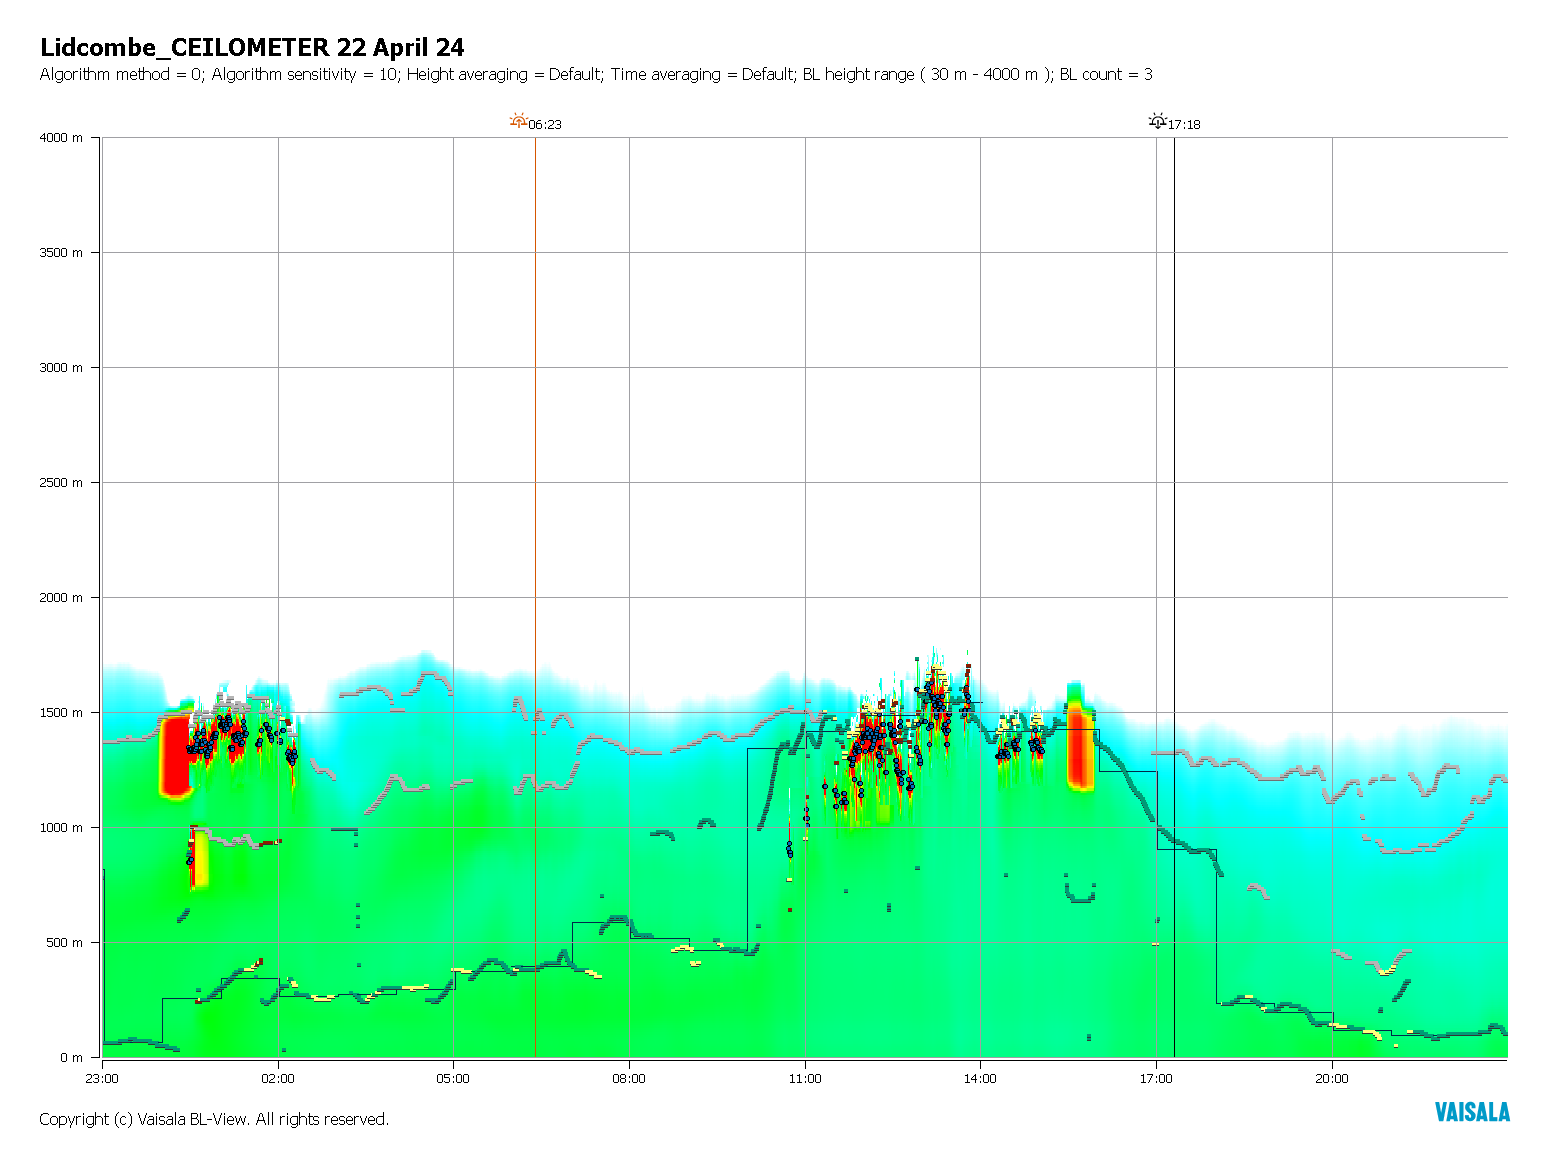 Lidcombe_CEILOMETER 22 April 24
Algorithm method = 0; Algorithm sensitivity = 10; Height averaging = Default; Time averaging = Default; BL height range ( 30 m - 4000 m ); BL count = 3
06:23
17:18
4000 m
3500 m
3000 m
2500 m
2000 m
1500 m
1000 m
500 m
0 m
23:00
02:00
05:00
08:00
11:00
14:00
17:00
20:00
Copyright (c) Vaisala BL-View. All rights reserved.
VAISALA